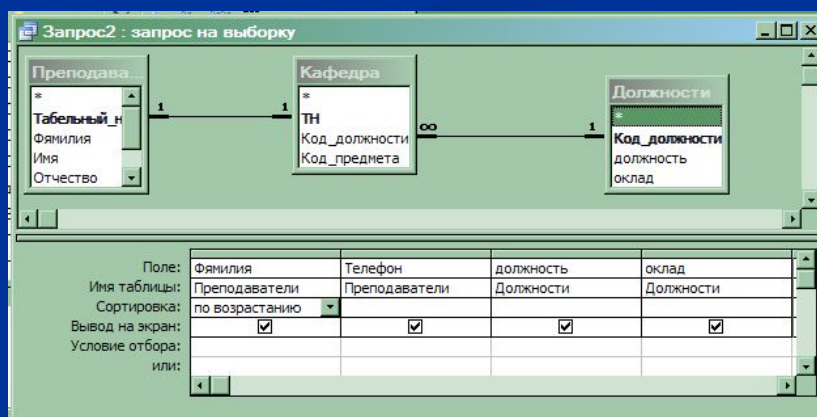 Запрос2 : запрос на выборку
Преподава...
*
Табельный_н
Фамилия
Имя
Отчество
1
1
Кафедра
*
ТН
Код_должности
Код_предмета
∞
1
Должности
*
Код_должности
должность
оклад
Поле: Фамилия Телефон должность оклад
Имя таблицы: Преподаватели Преподаватели Должности Должности
Сортировка: по возрастанию
Вывод на экран:
Условие отбора:
или: